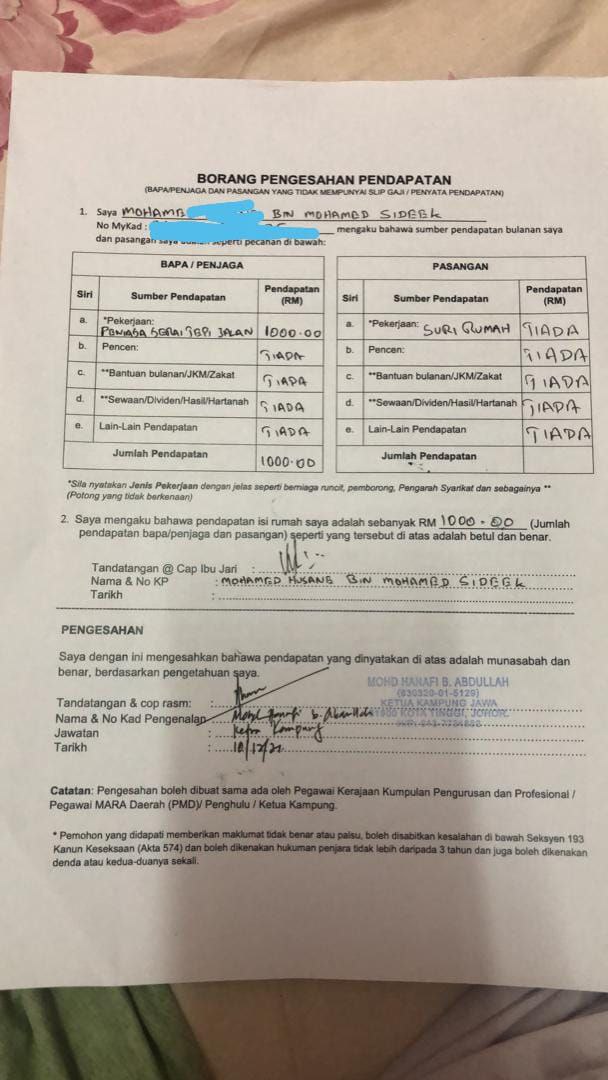 BORANG PENGESAHAN PENDAPATAN
(BAPA/PENJAGA DAN PASANGAN YANG TIDAK MEMPUNYAI SLIP GAJI / PENYATA PENDAPATAN)
1. Saya MOHAME BIN MOHAMED SIDEEK
No MyKad : mengaku bahawa sumber pendapatan bulanan saya
dan pasangan saya seperti pecahan di bawah:
BAPA / PENJAGA
Siri Sumber Pendapatan Pendapatan (RM)
a. *Pekerjaan: PENIAGA GERAI TEPI JALAN 1000.00
b. Pencen: TIADA
c. **Bantuan bulanan/JKM/Zakat TIADA
d. **Sewaan/Dividen/Hasil/Hartanah TIADA
e. Lain-Lain Pendapatan TIADA
Jumlah Pendapatan 1000.00
PASANGAN
Siri Sumber Pendapatan Pendapatan (RM)
a. *Pekerjaan: SURI RUMAH TIADA
b. Pencen: TIADA
c. **Bantuan bulanan/JKM/Zakat TIADA
d. **Sewaan/Dividen/Hasil/Hartanah TIADA
e. Lain-Lain Pendapatan TIADA
Jumlah Pendapatan
*Sila nyatakan Jenis Pekerjaan dengan jelas seperti berniaga runcit, pemborong, Pengarah Syarikat dan sebagainya **
(Potong yang tidak berkenaan)
2. Saya mengaku bahawa pendapatan isi rumah saya adalah sebanyak RM 1000.00 (Jumlah
pendapatan bapa/penjaga dan pasangan) seperti yang tersebut di atas adalah betul dan benar.
Tandatangan @ Cap Ibu Jari :
Nama & No KP : MOHAMED BIN MOHAMED SIDEEK
Tarikh :
PENGESAHAN
Saya dengan ini mengesahkan bahawa pendapatan yang dinyatakan di atas adalah munasabah dan
benar, berdasarkan pengetahuan saya.
MOHD HANAFI B. ABDULLAH
(630320-01-5129)
KETUA KAMPUNG JAWA
KOTA TINGGI, JOHOR.
Tandatangan & cop rasmi :
Nama & No Kad Pengenalan Mohd Hanafi b. Abdullah
Jawatan : Ketua Kampung
Tarikh :
Catatan: Pengesahan boleh dibuat sama ada oleh Pegawai Kerajaan Kumpulan Pengurusan dan Profesional /
Pegawai MARA Daerah (PMD)/ Penghulu / Ketua Kampung.
* Pemohon yang didapati memberikan maklumat tidak benar atau palsu, boleh disabitkan kesalahan di bawah Seksyen 193
Kanun Keseksaan (Akta 574) dan boleh dikenakan hukuman penjara tidak lebih daripada 3 tahun dan juga boleh dikenakan
denda atau kedua-duanya sekali.